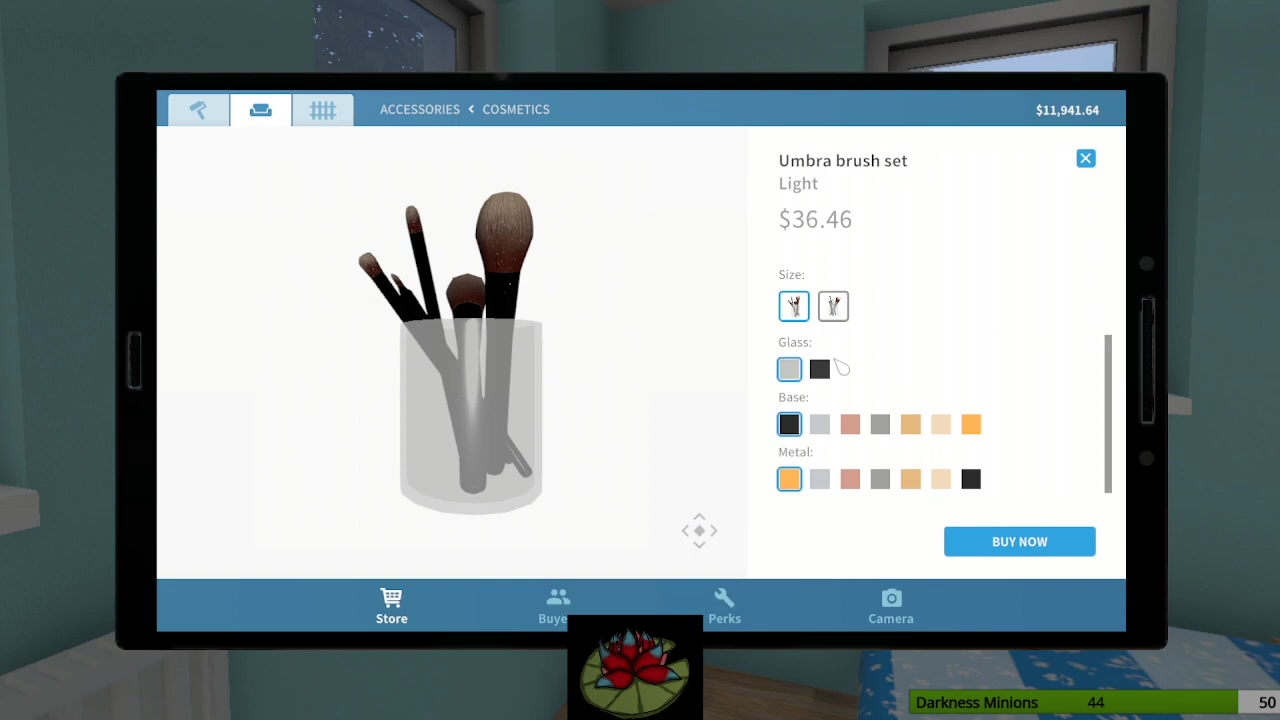 ACCESSORIES < COSMETICS
$11,941.64
Umbra brush set
Light
$36.46
Size:
Glass:
Base:
Metal:
BUY NOW
Store
Buye
Perks
Camera
Darkness Minions 44 50